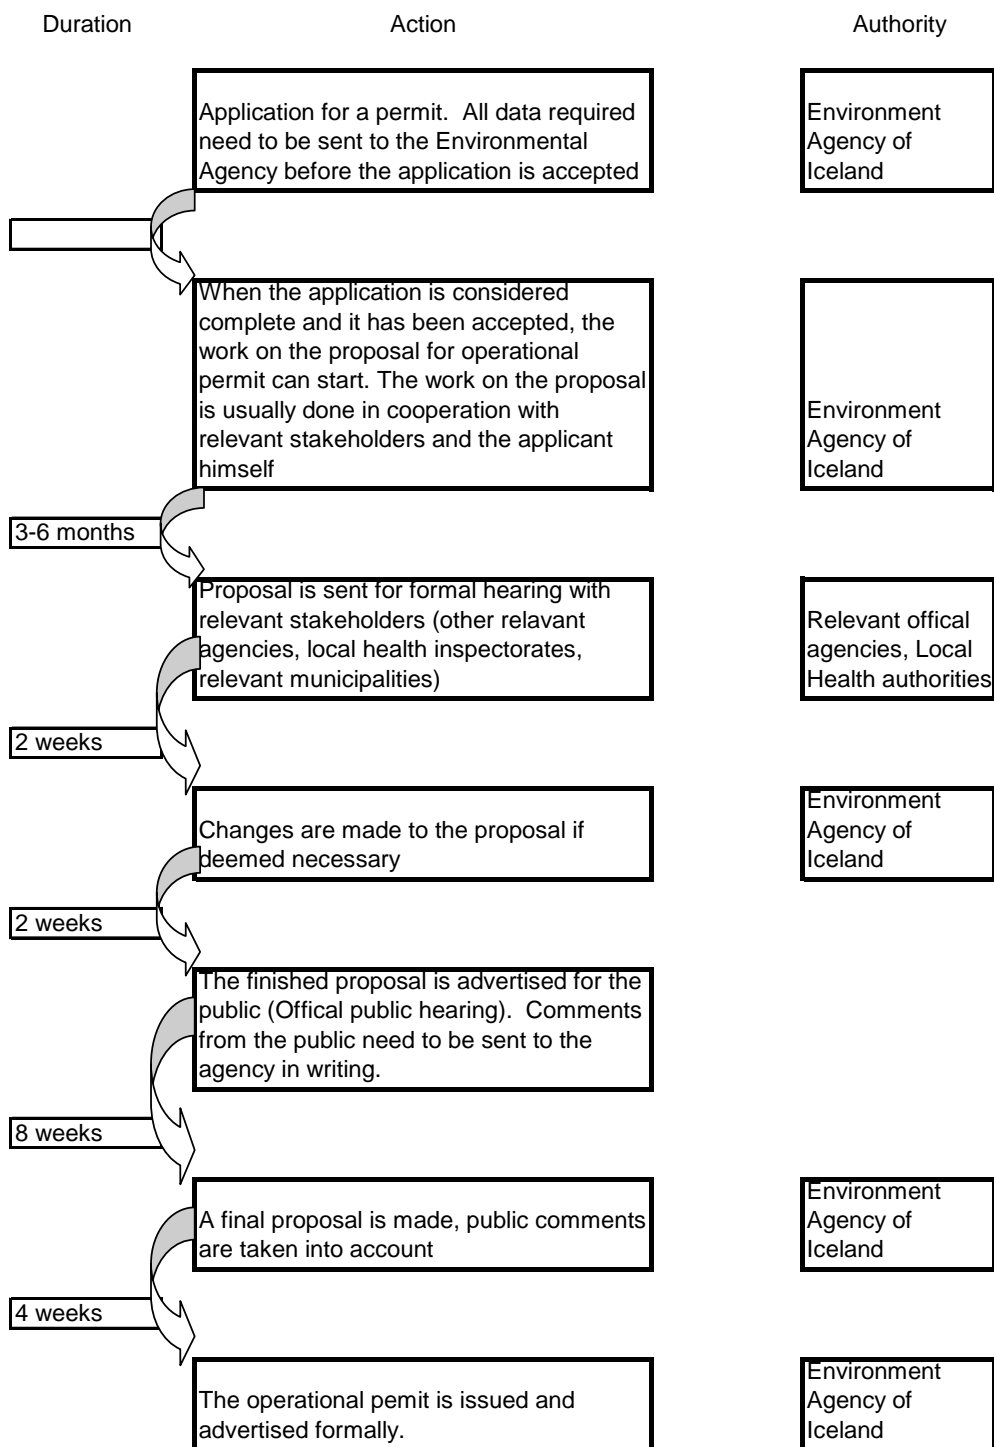 Duration Action Authority
Application for a permit. All data required
need to be sent to the Environmental
Agency before the application is accepted
Environment
Agency of
Iceland
When the application is considered
complete and it has been accepted, the
work on the proposal for operational
permit can start. The work on the proposal
is usually done in cooperation with
relevant stakeholders and the applicant
himself
Environment
Agency of
Iceland
3-6 months
Proposal is sent for formal hearing with
relevant stakeholders (other relavant
agencies, local health inspectorates,
relevant municipalities)
Relevant offical
agencies, Local
Health authorities
2 weeks
Changes are made to the proposal if
deemed necessary
Environment
Agency of
Iceland
2 weeks
The finished proposal is advertised for the
public (Offical public hearing). Comments
from the public need to be sent to the
agency in writing.
8 weeks
A final proposal is made, public comments
are taken into account
Environment
Agency of
Iceland
4 weeks
The operational pemit is issued and
advertised formally.
Environment
Agency of
Iceland